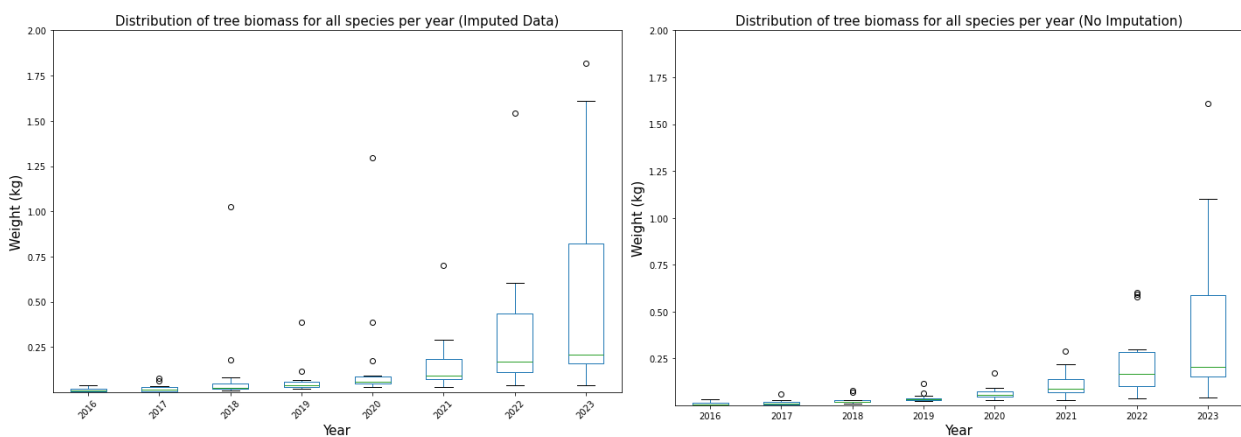 Distribution of tree biomass for all species per year (Imputed Data)
2.00
1.75
1.50
1.25
1.00
0.75
0.50
0.25
Weight (kg)
2016 2017 2018 2019 2020 2021 2022 2023
Year
Distribution of tree biomass for all species per year (No Imputation)
2.00
1.75
1.50
1.25
1.00
0.75
0.50
0.25
Weight (kg)
2016 2017 2018 2019 2020 2021 2022 2023
Year